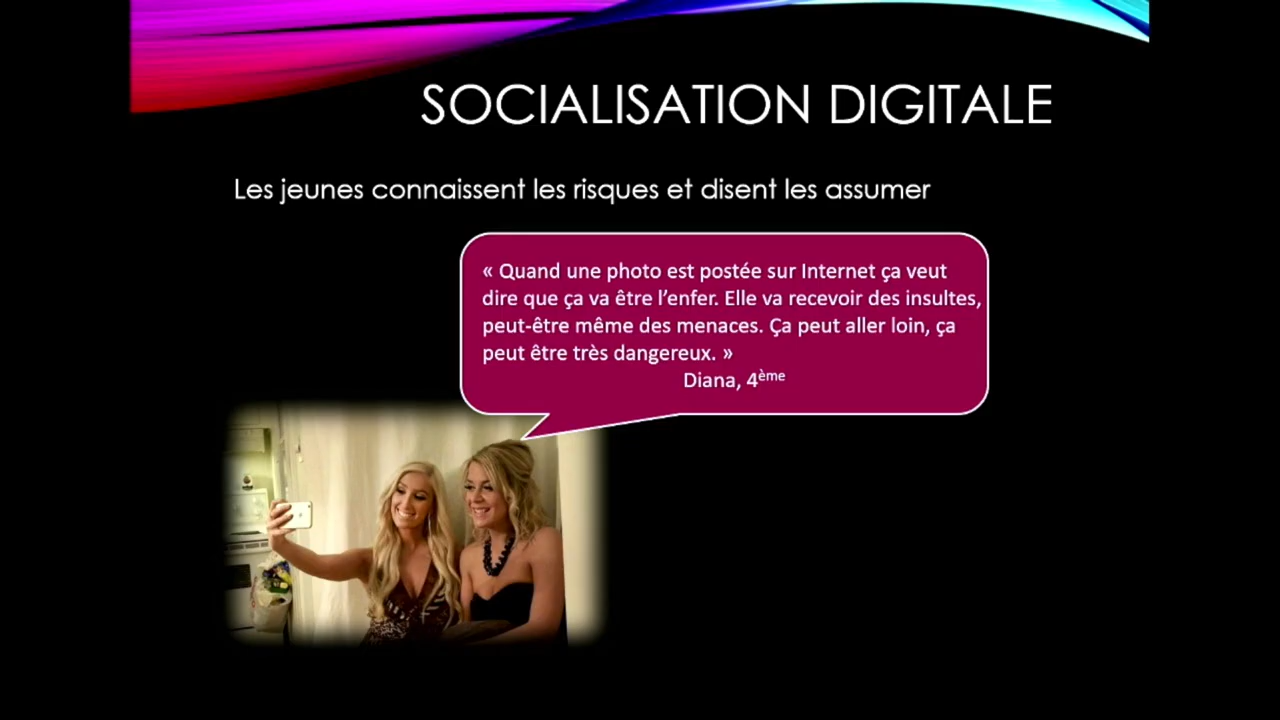 SOCIALISATION DIGITALE
Les jeunes connaissent les risques et disent les assumer
« Quand une photo est postée sur Internet ça veut
dire que ça va être l’enfer. Elle va recevoir des insultes,
peut-être même des menaces. Ça peut aller loin, ça
peut être très dangereux. »
Diana, 4ème